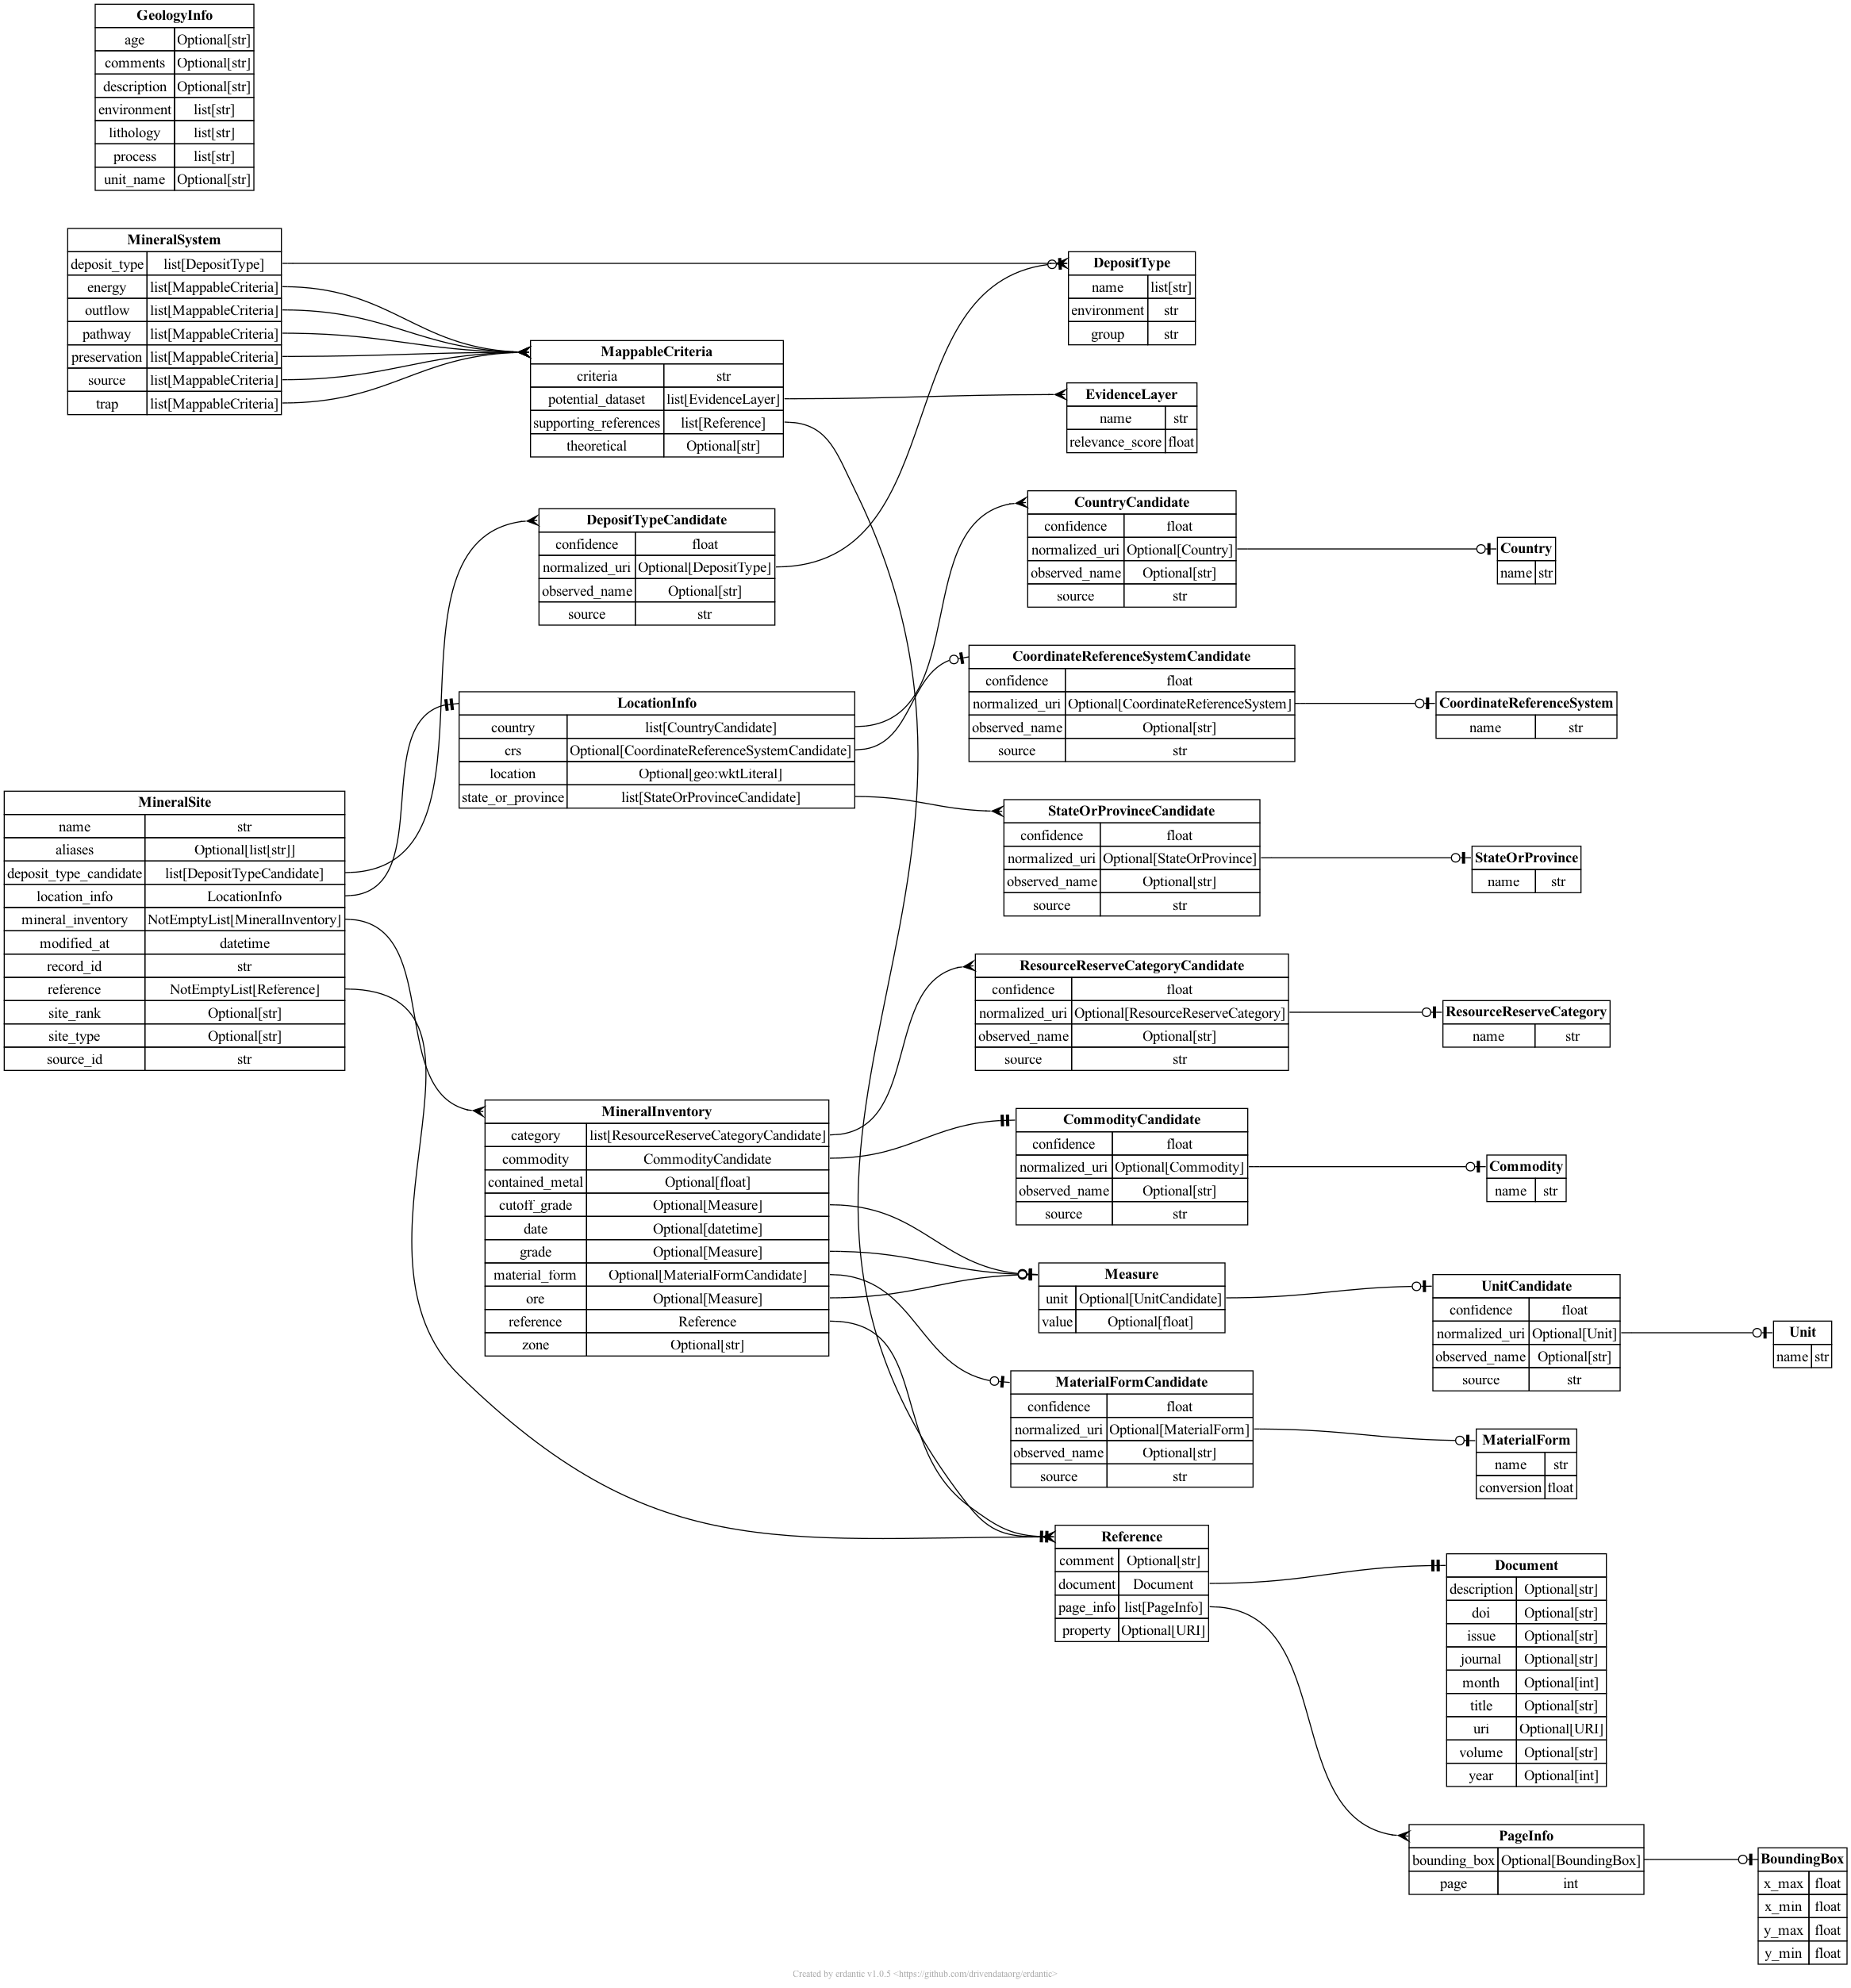 GeologyInfo
age Optional[str]
comments Optional[str]
description Optional[str]
environment list[str]
lithology list[str]
process list[str]
unit_name Optional[str]
MineralSystem
deposit_type list[DepositType]
energy list[MappableCriteria]
outflow list[MappableCriteria]
pathway list[MappableCriteria]
preservation list[MappableCriteria]
source list[MappableCriteria]
trap list[MappableCriteria]
DepositType
name list[str]
environment str
group str
MappableCriteria
criteria str
potential_dataset list[EvidenceLayer]
supporting_references list[Reference]
theoretical Optional[str]
EvidenceLayer
name str
relevance_score float
DepositTypeCandidate
confidence float
normalized_uri Optional[DepositType]
observed_name Optional[str]
source str
CountryCandidate
confidence float
normalized_uri Optional[Country]
observed_name Optional[str]
source str
Country
name str
LocationInfo
country list[CountryCandidate]
crs Optional[CoordinateReferenceSystemCandidate]
location Optional[geo:wktLiteral]
state_or_province list[StateOrProvinceCandidate]
CoordinateReferenceSystemCandidate
confidence float
normalized_uri Optional[CoordinateReferenceSystem]
observed_name Optional[str]
source str
CoordinateReferenceSystem
name str
MineralSite
name str
aliases Optional[list[str]]
deposit_type_candidate list[DepositTypeCandidate]
location_info LocationInfo
mineral_inventory NotEmptyList[MineralInventory]
modified_at datetime
record_id str
reference NotEmptyList[Reference]
site_rank Optional[str]
site_type Optional[str]
source_id str
StateOrProvinceCandidate
confidence float
normalized_uri Optional[StateOrProvince]
observed_name Optional[str]
source str
StateOrProvince
name str
ResourceReserveCategoryCandidate
confidence float
normalized_uri Optional[ResourceReserveCategory]
observed_name Optional[str]
source str
ResourceReserveCategory
name str
MineralInventory
category list[ResourceReserveCategoryCandidate]
commodity CommodityCandidate
contained_metal Optional[float]
cutoff_grade Optional[Measure]
date Optional[datetime]
grade Optional[Measure]
material_form Optional[MaterialFormCandidate]
ore Optional[Measure]
reference Reference
zone Optional[str]
CommodityCandidate
confidence float
normalized_uri Optional[Commodity]
observed_name Optional[str]
source str
Commodity
name str
Measure
unit Optional[UnitCandidate]
value Optional[float]
UnitCandidate
confidence float
normalized_uri Optional[Unit]
observed_name Optional[str]
source str
Unit
name str
MaterialFormCandidate
confidence float
normalized_uri Optional[MaterialForm]
observed_name Optional[str]
source str
MaterialForm
name str
conversion float
Reference
comment Optional[str]
document Document
page_info list[PageInfo]
property Optional[URI]
Document
description Optional[str]
doi Optional[str]
issue Optional[str]
journal Optional[str]
month Optional[int]
title Optional[str]
uri Optional[URI]
volume Optional[str]
year Optional[int]
PageInfo
bounding_box Optional[BoundingBox]
page int
BoundingBox
x_max float
x_min float
y_max float
y_min float
Created by erdantic v1.0.5 <https://github.com/drivendataorg/erdantic>